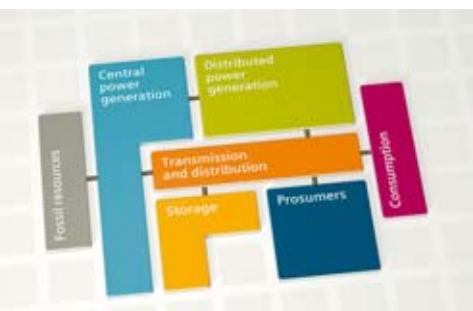 Fossil resources
Central
power
generation
Distributed
power
generation
Transmission
and distribution
Storage
Prosumers
Consumption